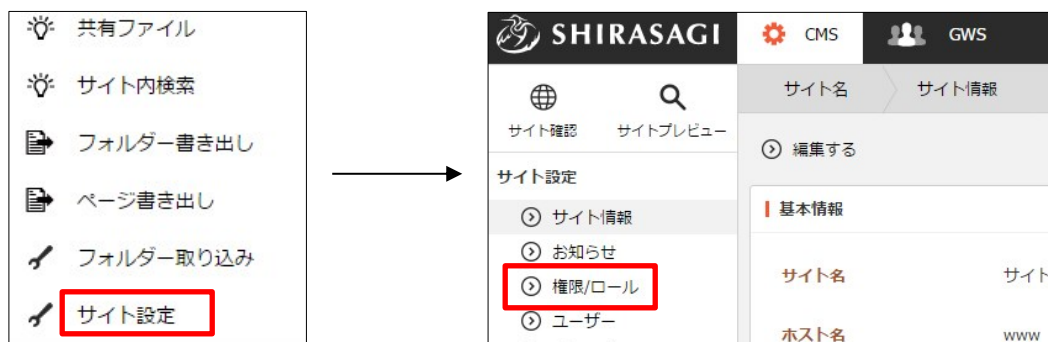 共有ファイル
サイト内検索
フォルダー書き出し
ページ書き出し
フォルダー取り込み
サイト設定
SHIRASAGI
CMS
GWS
サイト確認
サイトプレビュー
サイト名
サイト情報
編集する
サイト設定
サイト情報
お知らせ
権限/ロール
ユーザー
基本情報
サイト名
サイト
ホスト名
www